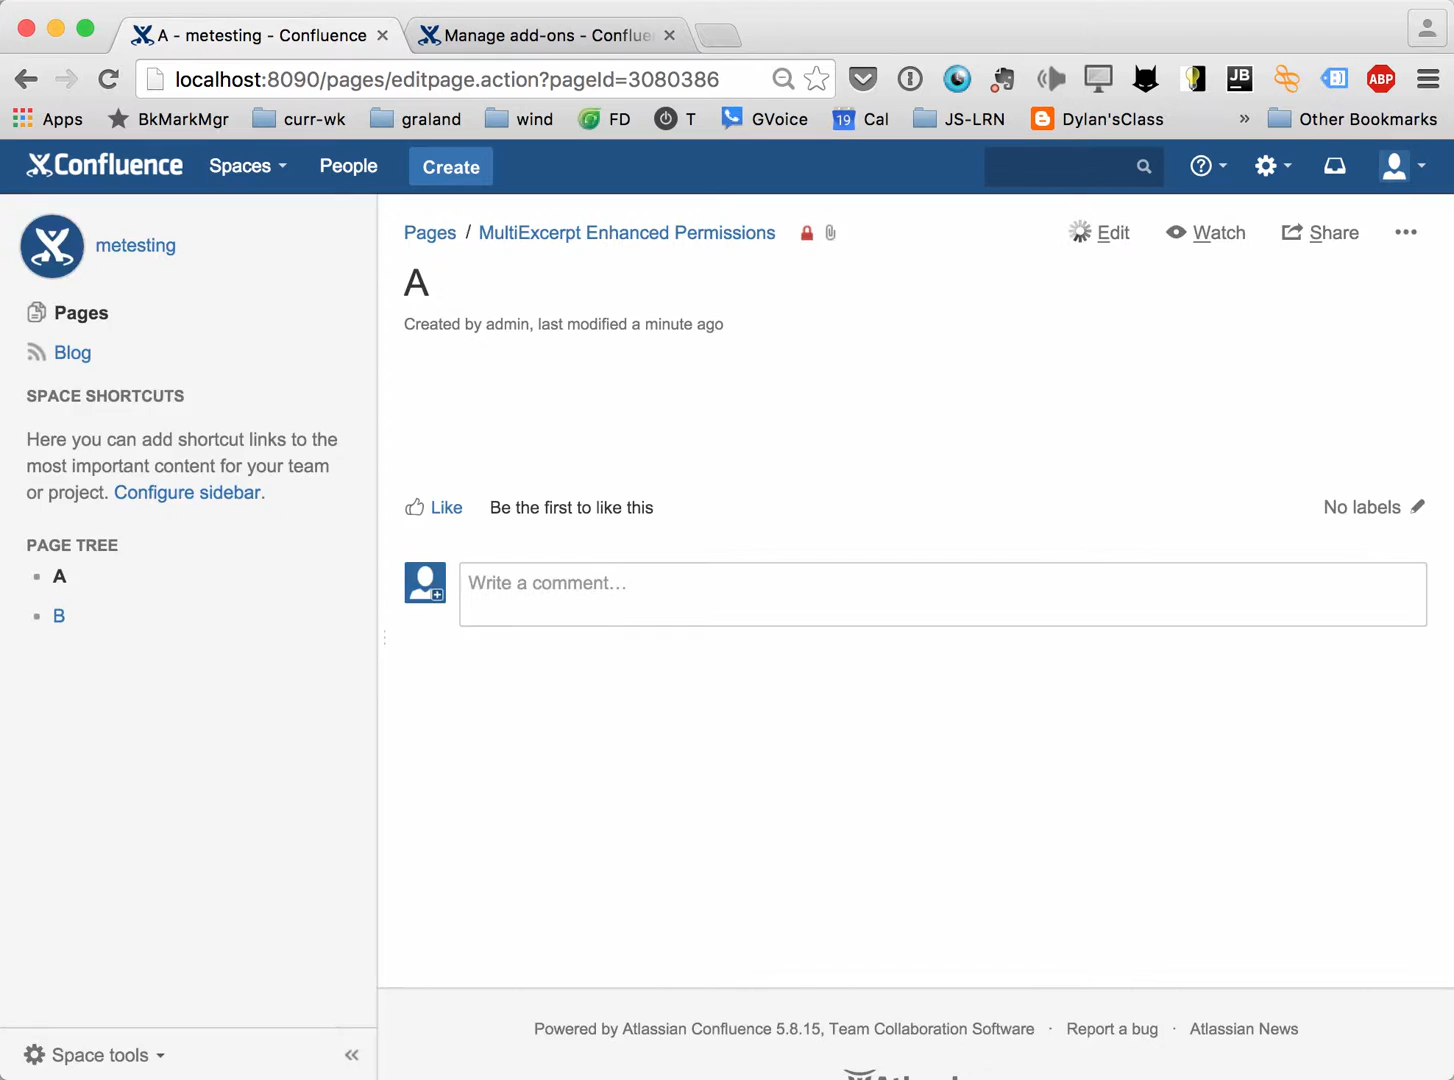 A - metesting - Confluence
Manage add-ons - Conflue
localhost:8090/pages/editpage.action?pageId=3080386
JB
ABP
Apps BkMarkMgr curr-wk graland wind FD T GVoice 19 Cal JS-LRN Dylan'sClass » Other Bookmarks
Confluence Spaces People Create
metesting
Pages
Blog
SPACE SHORTCUTS
Here you can add shortcut links to the
most important content for your team
or project. Configure sidebar.
PAGE TREE
A
B
Space tools
Pages / MultiExcerpt Enhanced Permissions
Edit Watch Share
A
Created by admin, last modified a minute ago
Like Be the first to like this
No labels
Write a comment…
Powered by Atlassian Confluence 5.8.15, Team Collaboration Software · Report a bug · Atlassian News